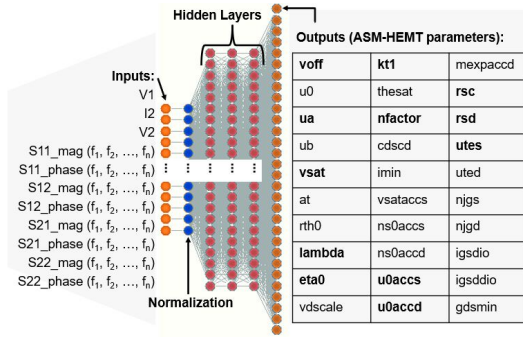 Hidden Layers
Outputs (ASM-HEMT parameters):
Inputs:
V1
I2
V2
S11_mag (f1, f2, …, fn)
S11_phase (f1, f2, …, fn)
S12_mag (f1, f2, …, fn)
S12_phase (f1, f2, …, fn)
S21_mag (f1, f2, …, fn)
S21_phase (f1, f2, …, fn)
S22_mag (f1, f2, …, fn)
S22_phase (f1, f2, …, fn)
Normalization
voff kt1 mexpaccd
u0 thesat rsc
ua nfactor rsd
ub cdscd utes
vsat imin uted
at vsataccs njgs
rth0 ns0accs njgd
lambda ns0accd igsdio
eta0 u0accs igsddio
vdscale u0accd gdsmin